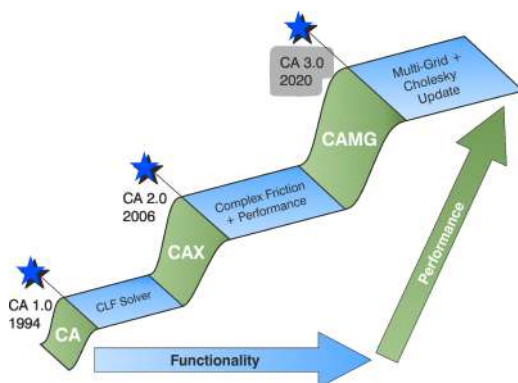 CA 3.0
2020
Multi-Grid +
Cholesky
Update
CAMG
CA 2.0
2006
Complex Friction
+ Performance
CAX
CA 1.0
1994
CLF Solver
CA
Performance
Functionality